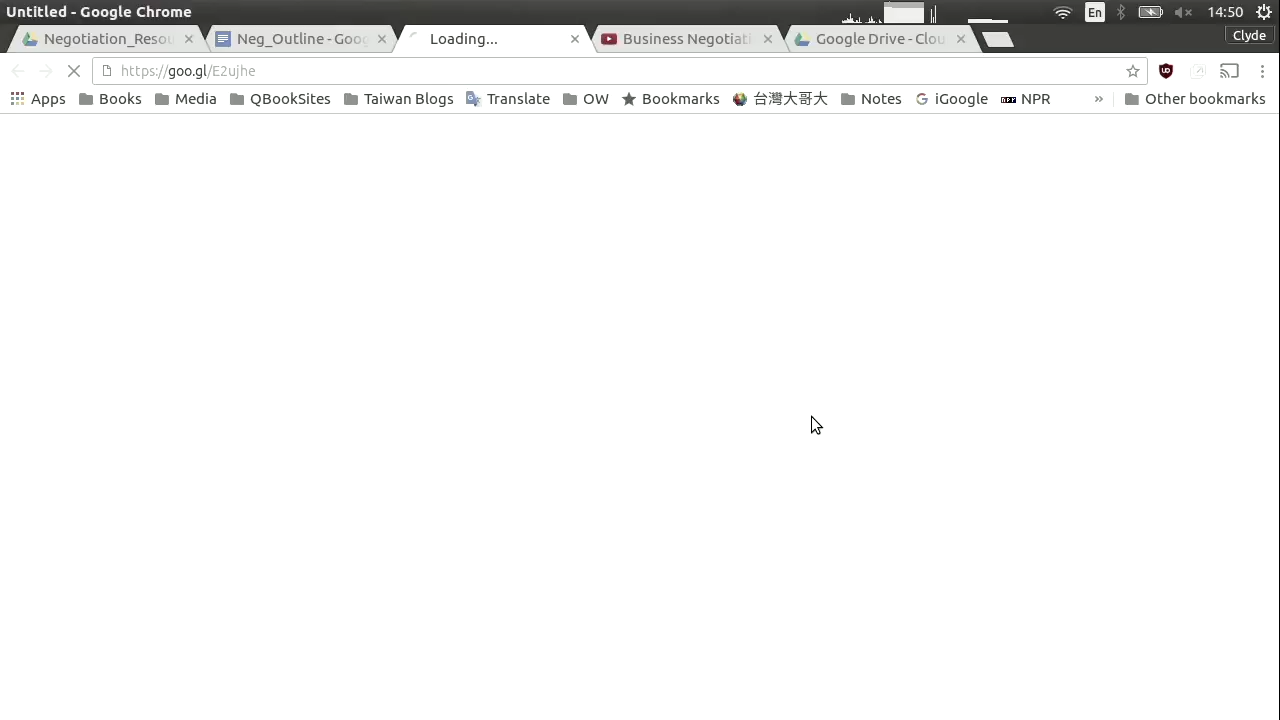 Untitled - Google Chrome En 14:50
Negotiation_Resou Neg_Outline - Goog Loading... Business Negotiati Google Drive - Clou Clyde
https://goo.gl/E2ujhe
Apps Books Media QBookSites Taiwan Blogs Translate OW Bookmarks 台灣大哥大 Notes iGoogle NPR » Other bookmarks